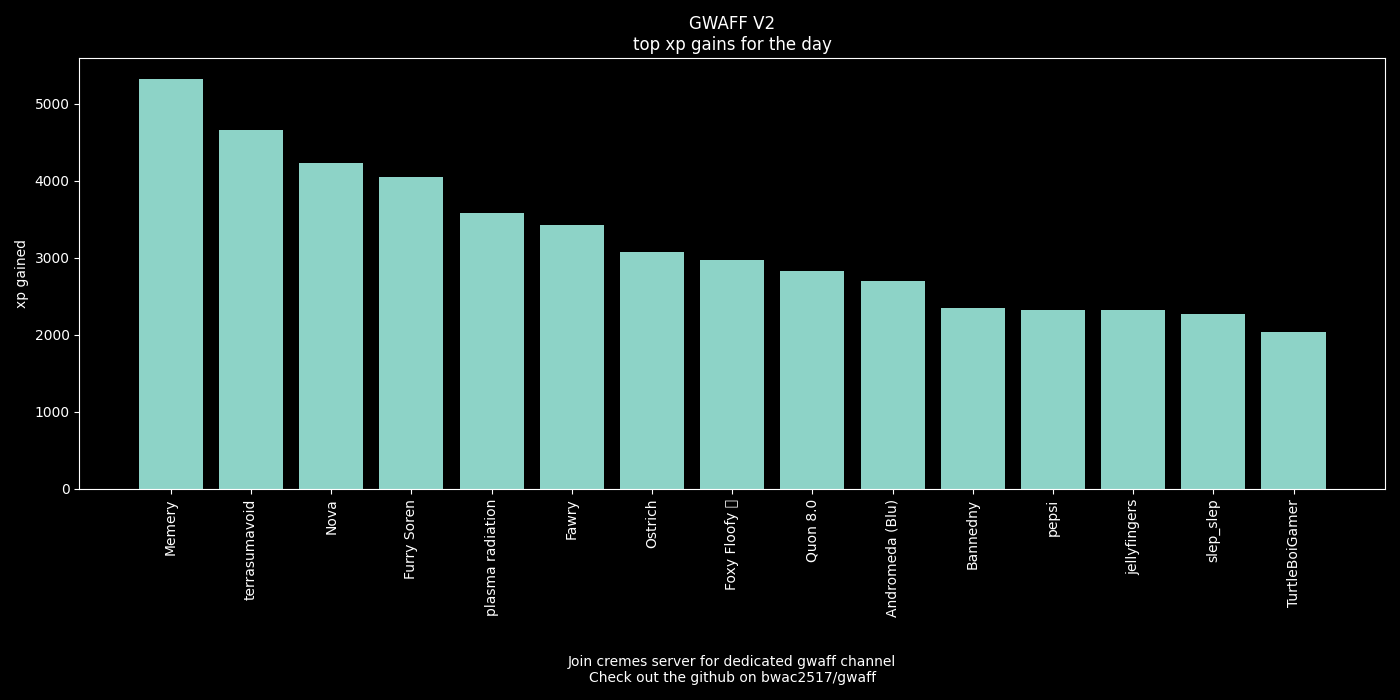 GWAFF V2
top xp gains for the day
xp gained
5000
4000
3000
2000
1000
0
Memery
terrasumavoid
Nova
Furry Soren
plasma radiation
Fawry
Ostrich
Foxy Floofy
Quon 8.0
Andromeda (Blu)
Bannedny
pepsi
jellyfingers
slep_slep
TurtleBoiGamer
Join cremes server for dedicated gwaff channel
Check out the github on bwac2517/gwaff